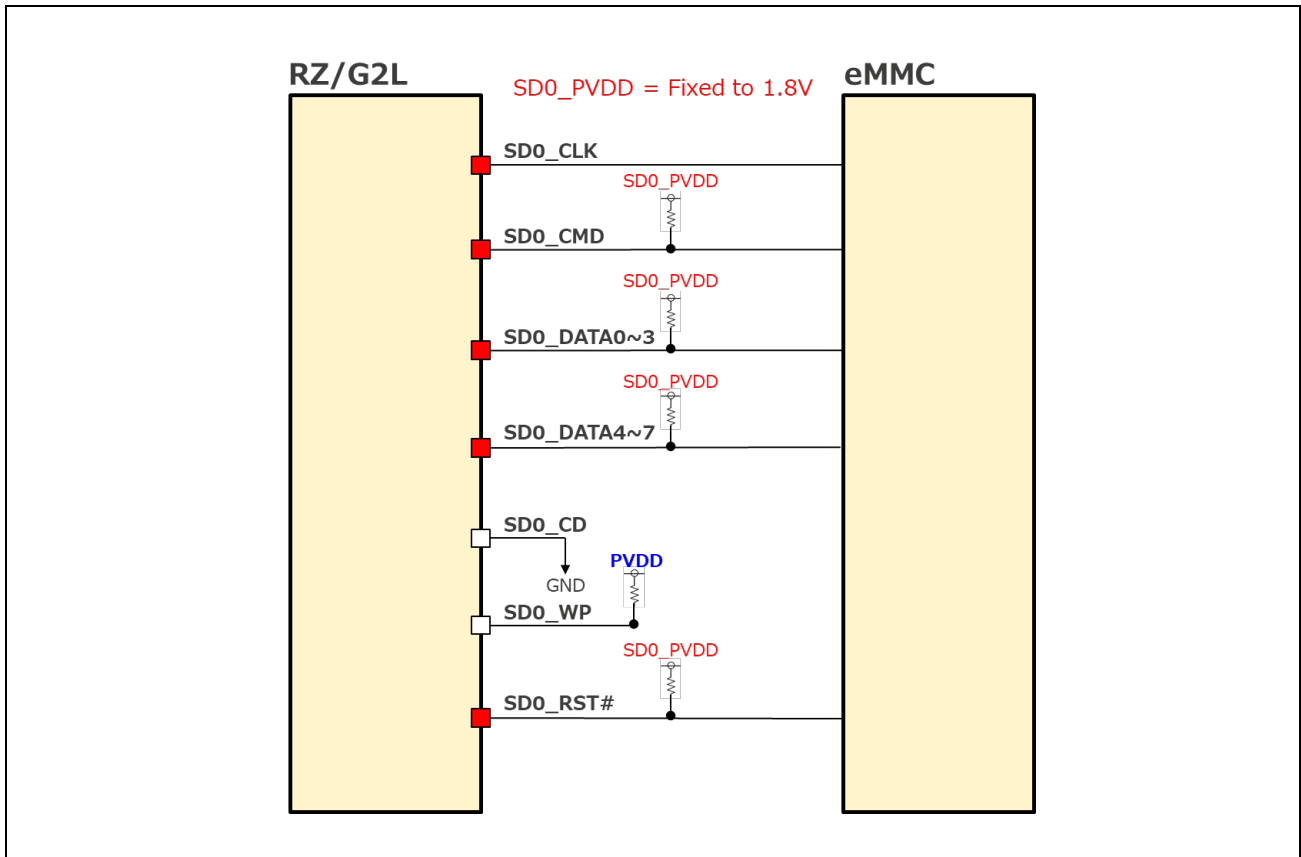 RZ/G2L
SD0_PVDD = Fixed to 1.8V
eMMC
SD0_CLK
SD0_PVDD
SD0_CMD
SD0_PVDD
SD0_DATA0~3
SD0_PVDD
SD0_DATA4~7
SD0_CD
PVDD
GND
SD0_WP
SD0_PVDD
SD0_RST#